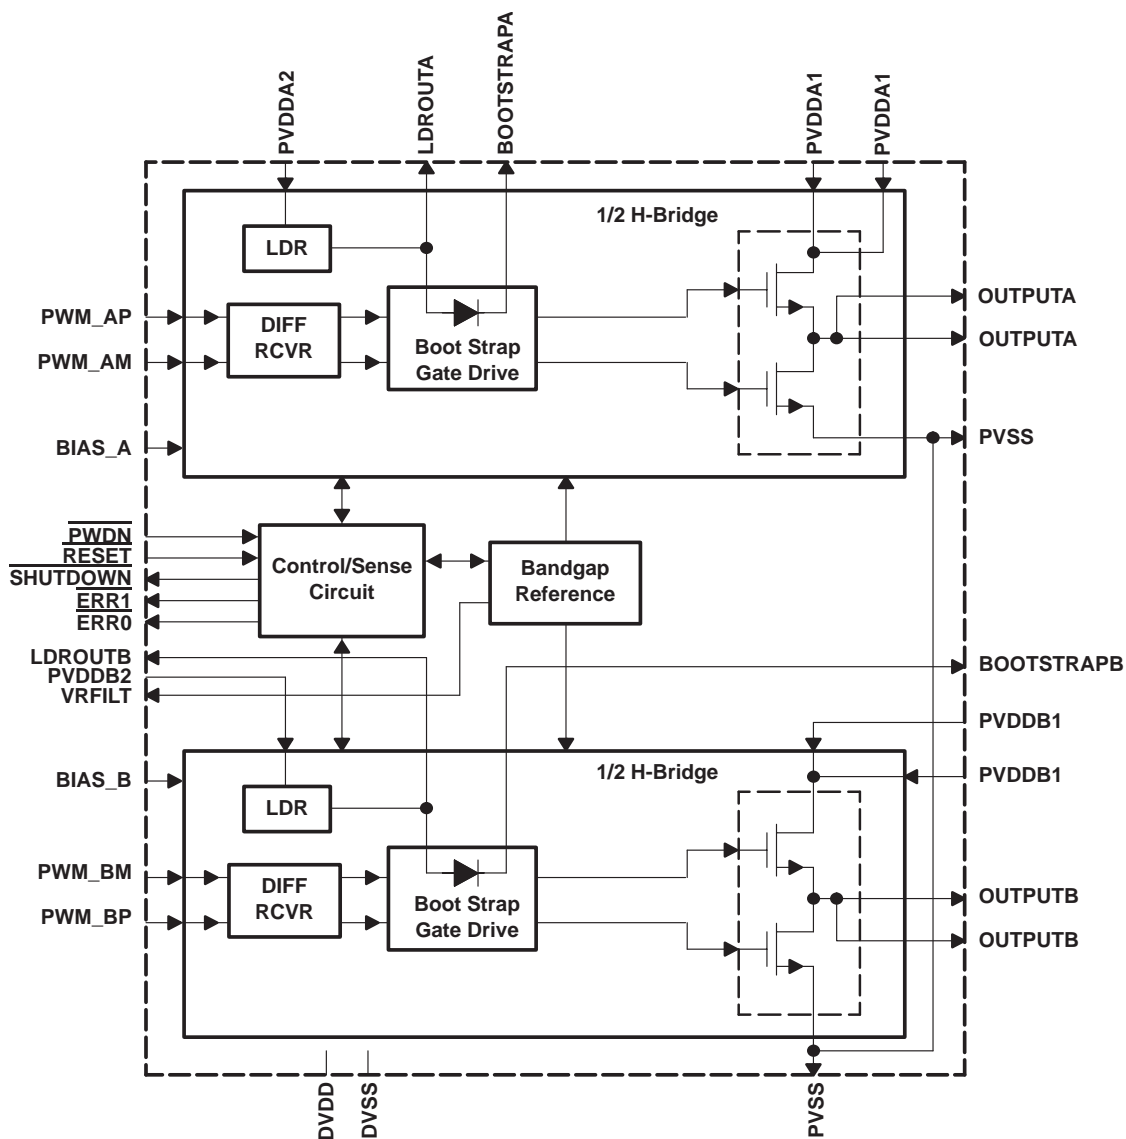 PVDDA2
LDROUTA
BOOTSTRAPA
PVDDA1
PVDDA1
1/2 H-Bridge
LDR
PWM_AP
PWM_AM
DIFF
RCVR
Boot Strap
Gate Drive
OUTPUTA
OUTPUTA
BIAS_A
PVSS
PWDN
RESET
SHUTDOWN
ERR1
ERR0
Control/Sense
Circuit
Bandgap
Reference
LDROUTB
PVDDB2
VRFILT
BOOTSTRAPB
PVDDB1
PVDDB1
1/2 H-Bridge
BIAS_B
LDR
PWM_BM
PWM_BP
DIFF
RCVR
Boot Strap
Gate Drive
OUTPUTB
OUTPUTB
DVDD
DVSS
PVSS